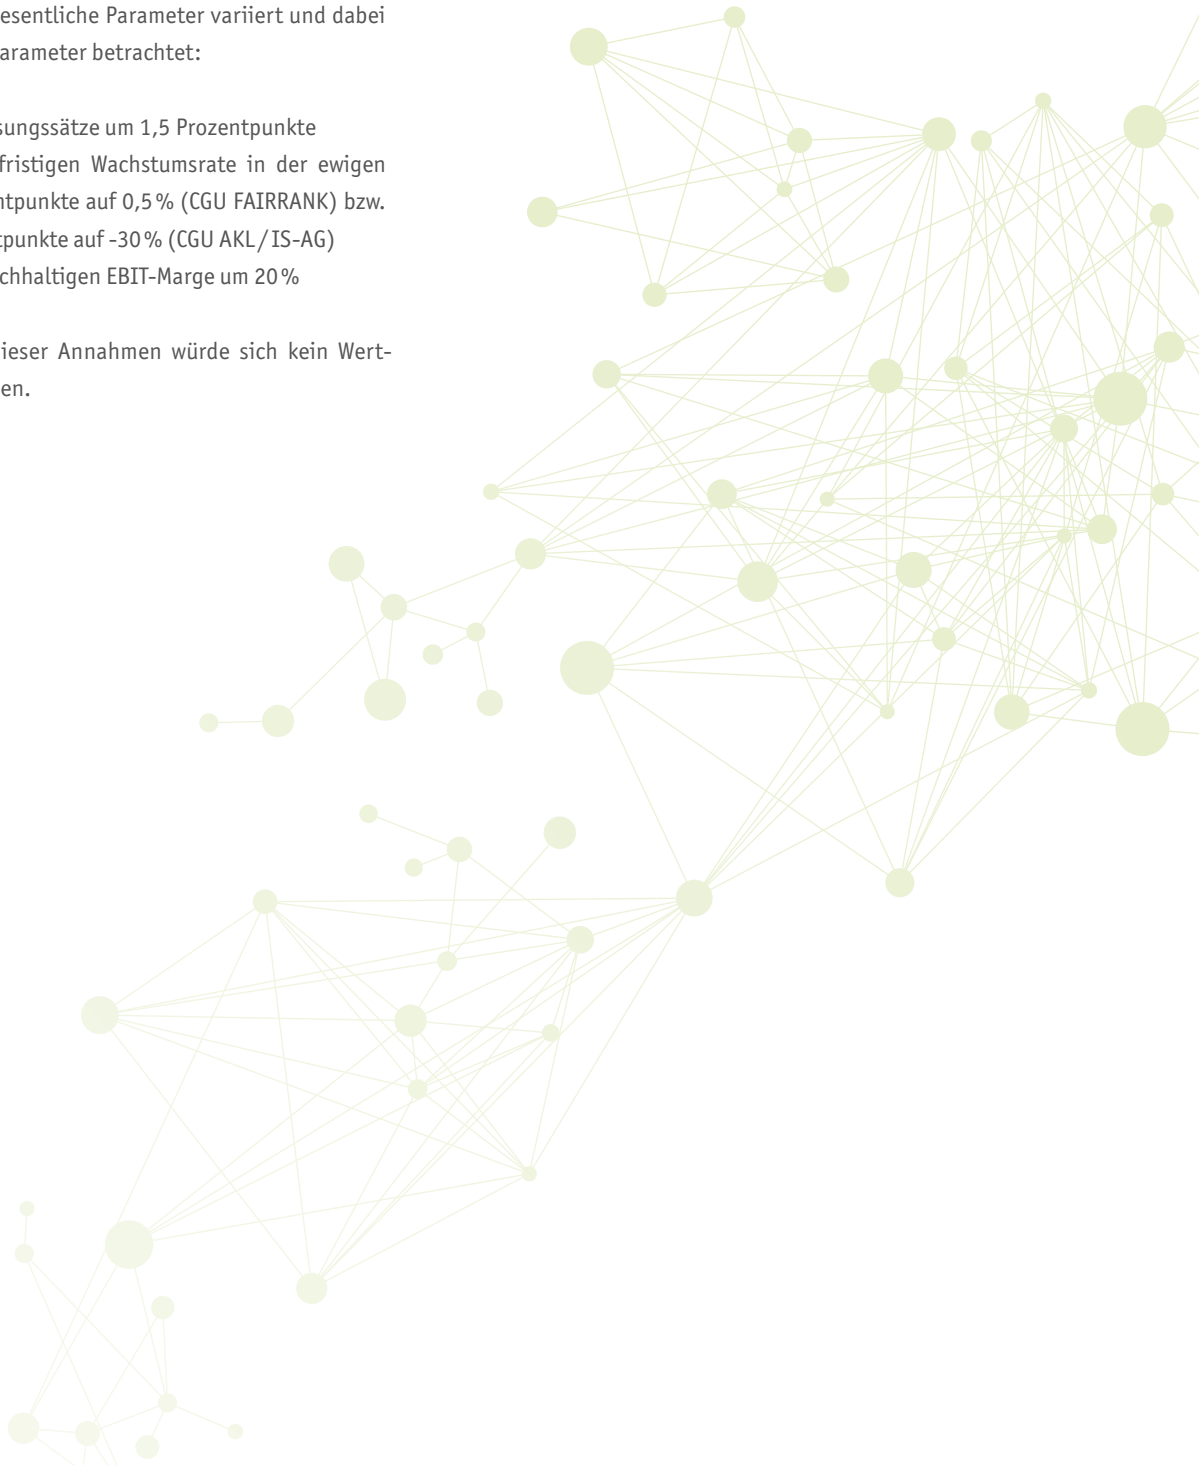 esentliche Parameter variiert und dabei
arameter betrachtet:
sungssätze um 1,5 Prozentpunkte
fristigen Wachstumsrate in der ewigen
ntpunkte auf 0,5 % (CGU FAIRRANK) bzw.
tpunkte auf -30 % (CGU AKL / IS-AG)
chhaltigen EBIT-Marge um 20 %
ieser Annahmen würde sich kein Wert-
en.